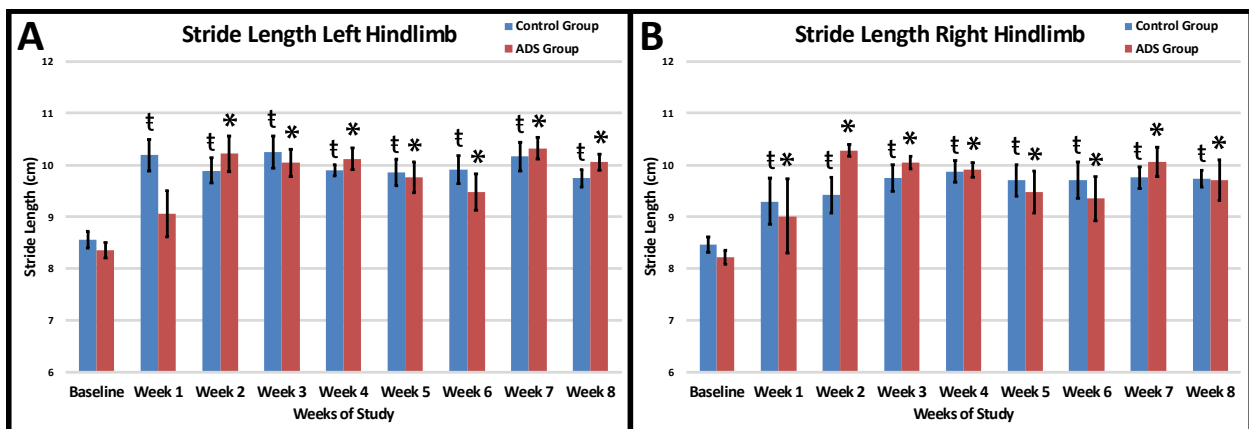 A
Stride Length Left Hindlimb
Control Group
ADS Group
Stride Length (cm)
12
11
10
9
8
7
6
ŧ
ŧ *
ŧ *
ŧ *
ŧ *
ŧ *
ŧ *
ŧ *
Baseline Week 1 Week 2 Week 3 Week 4 Week 5 Week 6 Week 7 Week 8
Weeks of Study
B
Stride Length Right Hindlimb
Control Group
ADS Group
Stride Length (cm)
12
11
10
9
8
7
6
ŧ *
ŧ *
ŧ *
ŧ *
ŧ *
ŧ *
ŧ *
ŧ *
Baseline Week 1 Week 2 Week 3 Week 4 Week 5 Week 6 Week 7 Week 8
Weeks of Study